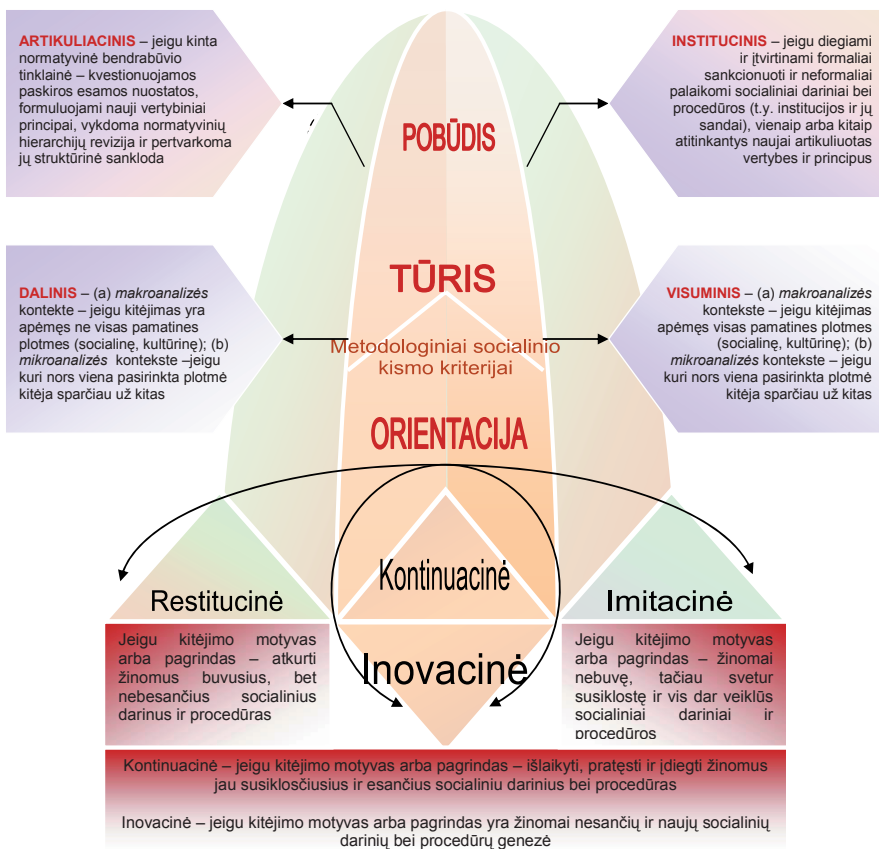 ARTIKULIACINIS – jeigu kinta
normatyvinė bendrabūvio
tinklainė – kvestionuojamos
paskiros esamos nuostatos,
formuluojami nauji vertybiniai
principai, vykdoma normatyvinių
hierarchijų revizija ir pertvarkoma
jų struktūrinė sankloda
POBŪDIS
INSTITUCINIS – jeigu diegiami
ir įtvirtinami formaliai
sankcionuoti ir neformaliai
palaikomi socialiniai dariniai bei
procedūros (t.y. institucijos ir jų
sandai), vienaip arba kitaip
atitinkantys naujai artikuliuotas
vertybes ir principus
TŪRIS
DALINIS – (a) makroanalizės
kontekte – jeigu kitėjimas yra
apėmęs ne visas pamatines
plotmes (socialinę, kultūrinę); (b)
mikroanalizės kontekste –jeigu
kuri nors viena pasirinkta plotmė
kitėja sparčiau už kitas
VISUMINIS – (a) makroanalizės
kontekste – jeigu kitėjimas
apėmęs visas pamatines plotmes
(socialinę, kultūrinę); (b)
mikroanalizės kontekste – jeigu
kuri nors viena pasirinkta plotmė
kitėja sparčiau už kitas
Metodologiniai socialinio
kismo kriterijai
ORIENTACIJA
Restitucinė
Kontinuacinė
Imitacinė
Inovacinė
Jeigu kitėjimo motyvas
arba pagrindas – atkurti
žinomus buvusius, bet
nebesančius socialinius
darinus ir procedūras
Jeigu kitėjimo motyvas
arba pagrindas – žinomai
nebuvę, tačiau svetur
susiklostę ir vis dar veiklūs
socialiniai dariniai ir
procedūros
Kontinuacinė – jeigu kitėjimo motyvas arba pagrindas – išlaikyti, pratęsti ir įdiegti žinomus
jau susiklosčiusius ir esančius socialiniu darinius bei procedūras
Inovacinė – jeigu kitėjimo motyvas arba pagrindas yra žinomai nesančių ir naujų socialinių
darinių bei procedūrų genezė